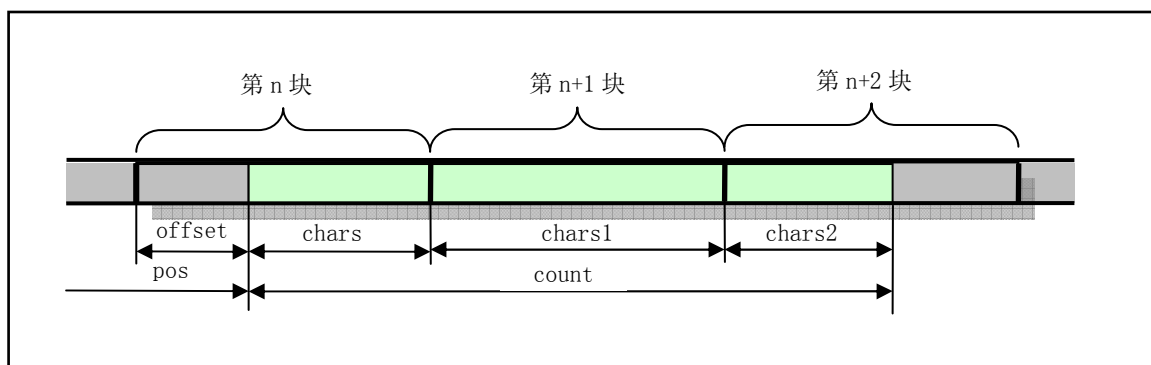 第 n 块
第 n+1 块
第 n+2 块
offset
chars
chars1
chars2
pos
count